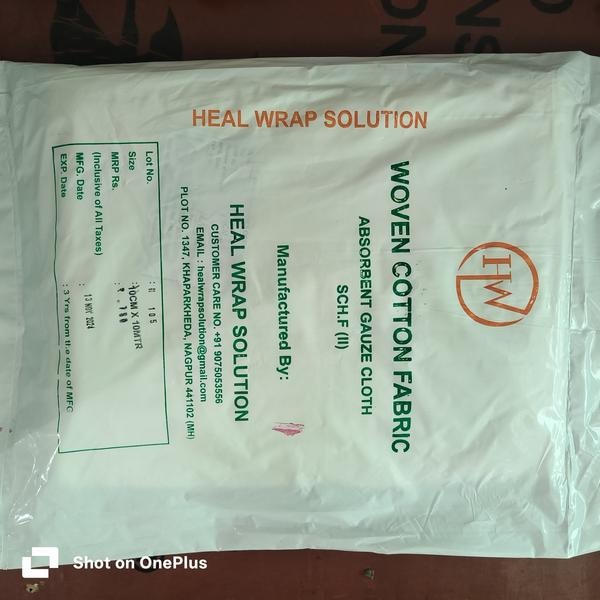 HEAL WRAP SOLUTION
HW
WOVEN COTTON FABRIC
ABSORBENT GAUZE CLOTH
SCH.F (II)
Manufactured By:
HEAL WRAP SOLUTION
CUSTOMER CARE NO. +91 9075053556
EMAIL : healwrapsolution@gmail.com
PLOT NO. 1347, KHAPARKHEDA, NAGPUR 441102 (MH)
Lot No. : 105
Size : 10CM X 10MTR
MRP Rs. : 180
(Inclusive of All Taxes)
MFG. Date : 13 NOV 2024
EXP. Date : 3 Yrs from the date of MFG
Shot on OnePlus